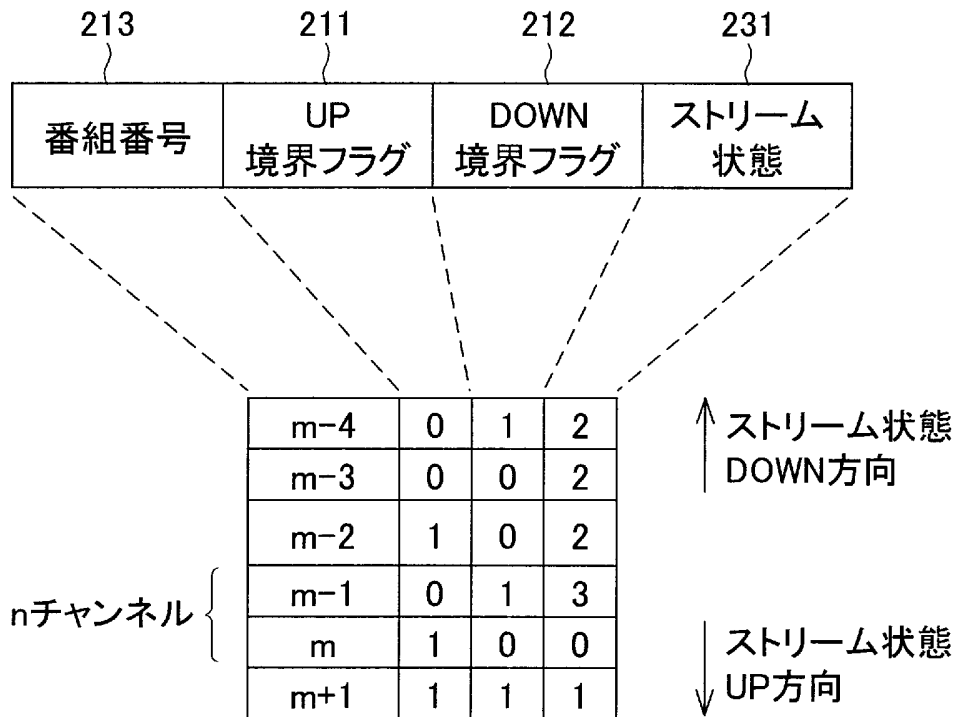 213 211 212 231
番組番号 UP 境界フラグ DOWN 境界フラグ ストリーム 状態
m-4 0 1 2
m-3 0 0 2
m-2 1 0 2
m-1 0 1 3
m 1 0 0
m+1 1 1 1
nチャンネル
ストリーム状態
DOWN方向
ストリーム状態
UP方向